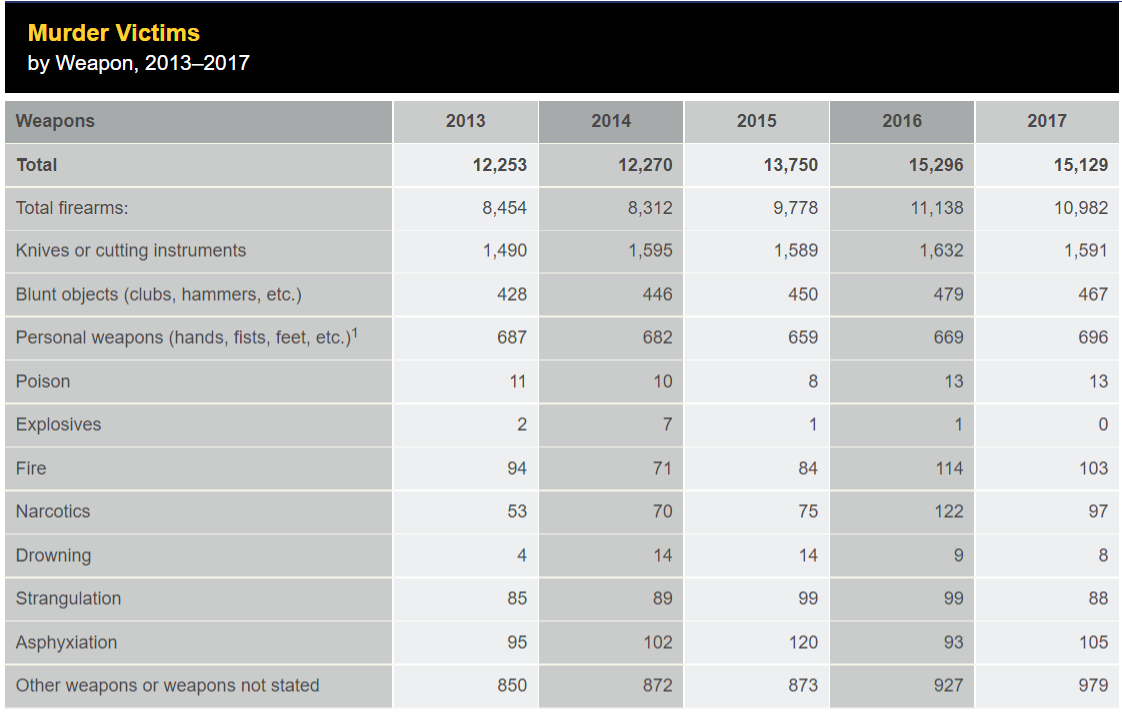 Murder Victims
by Weapon, 2013–2017
Weapons 2013 2014 2015 2016 2017
Total 12,253 12,270 13,750 15,296 15,129
Total firearms: 8,454 8,312 9,778 11,138 10,982
Knives or cutting instruments 1,490 1,595 1,589 1,632 1,591
Blunt objects (clubs, hammers, etc.) 428 446 450 479 467
Personal weapons (hands, fists, feet, etc.)1 687 682 659 669 696
Poison 11 10 8 13 13
Explosives 2 7 1 1 0
Fire 94 71 84 114 103
Narcotics 53 70 75 122 97
Drowning 4 14 14 9 8
Strangulation 85 89 99 99 88
Asphyxiation 95 102 120 93 105
Other weapons or weapons not stated 850 872 873 927 979